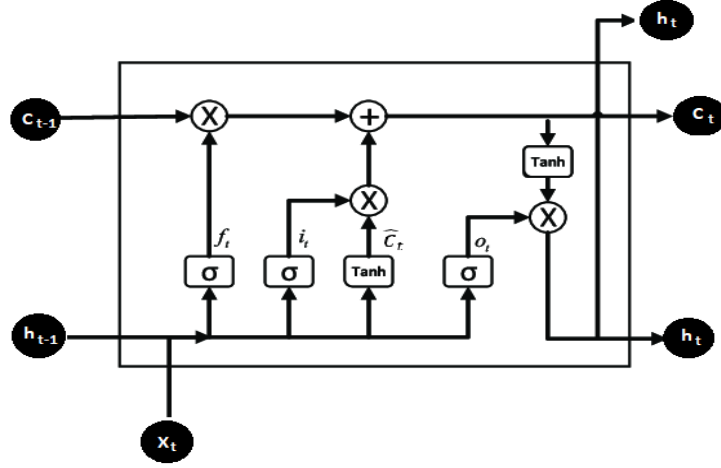 h t
C t-1
X
+
C t
Tanh
X
X
f t
i t
Ĉ t
o t
σ
σ
Tanh
σ
h t-1
h t
X t